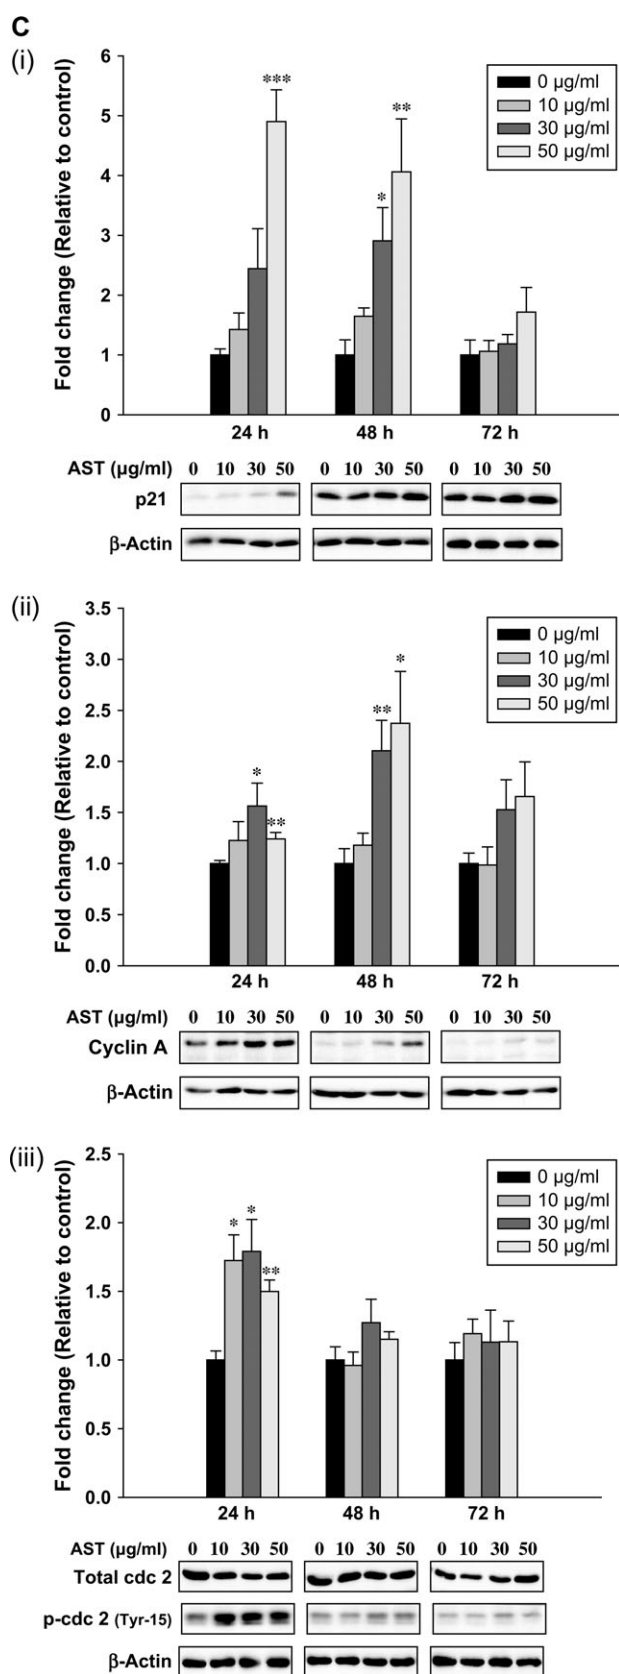 C
(i)
Fold change (Relative to control)
6
5
4
3
2
1
0
***
**
*
0 µg/ml
10 µg/ml
30 µg/ml
50 µg/ml
24 h 48 h 72 h
AST (µg/ml) 0 10 30 50 0 10 30 50 0 10 30 50
p21
β-Actin
(ii)
Fold change (Relative to control)
3.5
3.0
2.5
2.0
1.5
1.0
0.5
0.0
*
**
*
**
0 µg/ml
10 µg/ml
30 µg/ml
50 µg/ml
24 h 48 h 72 h
AST (µg/ml) 0 10 30 50 0 10 30 50 0 10 30 50
Cyclin A
β-Actin
(iii)
Fold change (Relative to control)
2.5
2.0
1.5
1.0
0.5
0.0
* *
**
0 µg/ml
10 µg/ml
30 µg/ml
50 µg/ml
24 h 48 h 72 h
AST (µg/ml) 0 10 30 50 0 10 30 50 0 10 30 50
Total cdc 2
p-cdc 2 (Tyr-15)
β-Actin